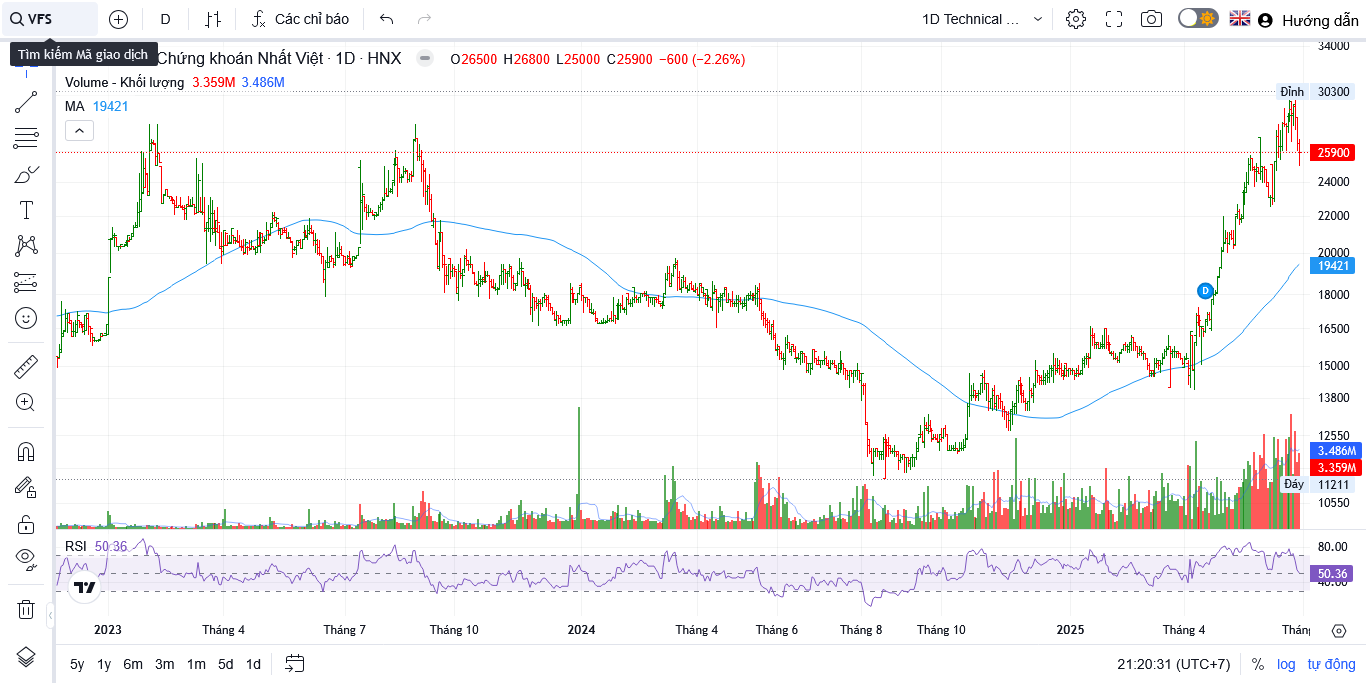 VFS D Các chỉ báo 1D Technical ... Hướng dẫn
Tìm kiếm Mã giao dịch
Chứng khoán Nhất Việt · 1D · HNX O26500 H26800 L25000 C25900 −600 (−2.26%)
Volume - Khối lượng 3.359M 3.486M
MA 19421
34000
Đỉnh 30300
25900
24000
22000
20000
19421
D
18000
16500
15000
13800
12550
3.486M
3.359M
Đáy 11211
10550
RSI 50.36
80.00
50.36
40.00
2023 Tháng 4 Tháng 7 Tháng 10 2024 Tháng 4 Tháng 6 Tháng 8 Tháng 10 2025 Tháng 4 Tháng
5y 1y 6m 3m 1m 5d 1d 21:20:31 (UTC+7) % log tự động